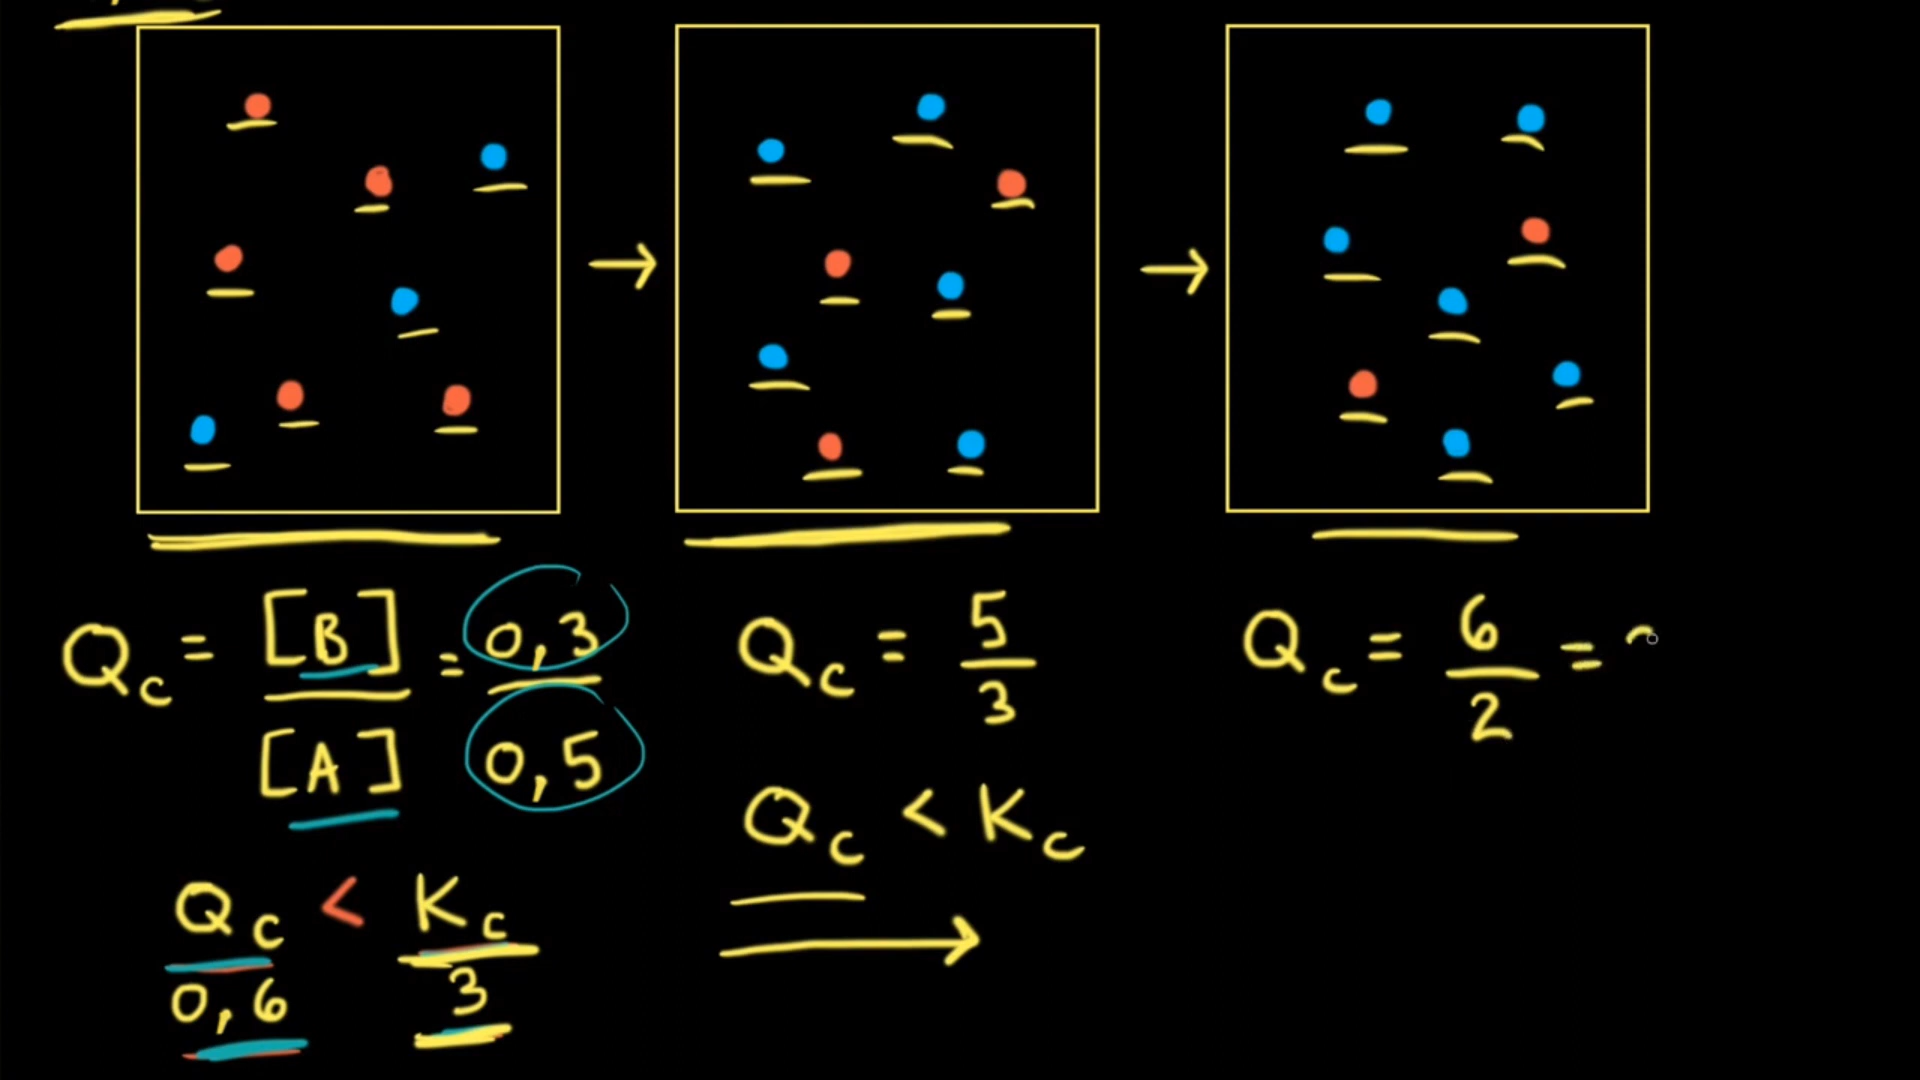 Qc = [B] / [A] = 0,3 / 0,5
Qc < Kc
0,6 3
Qc = 5 / 3
Qc < Kc
Qc = 6 / 2 =